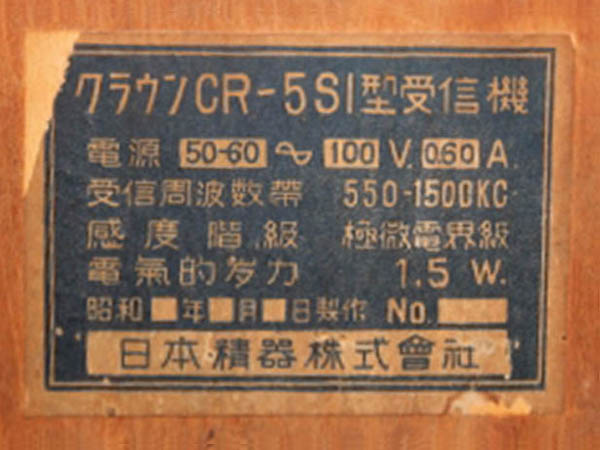 クラウンCR-5S1型受信機
電源 50-60 ∿ 100 V. 0.60 A.
受信周波数帯 550-1500KC
感度階級 極微電界級
電氣的出力 1.5 W.
昭和 年 月 日製作 No.
日本精器株式會社